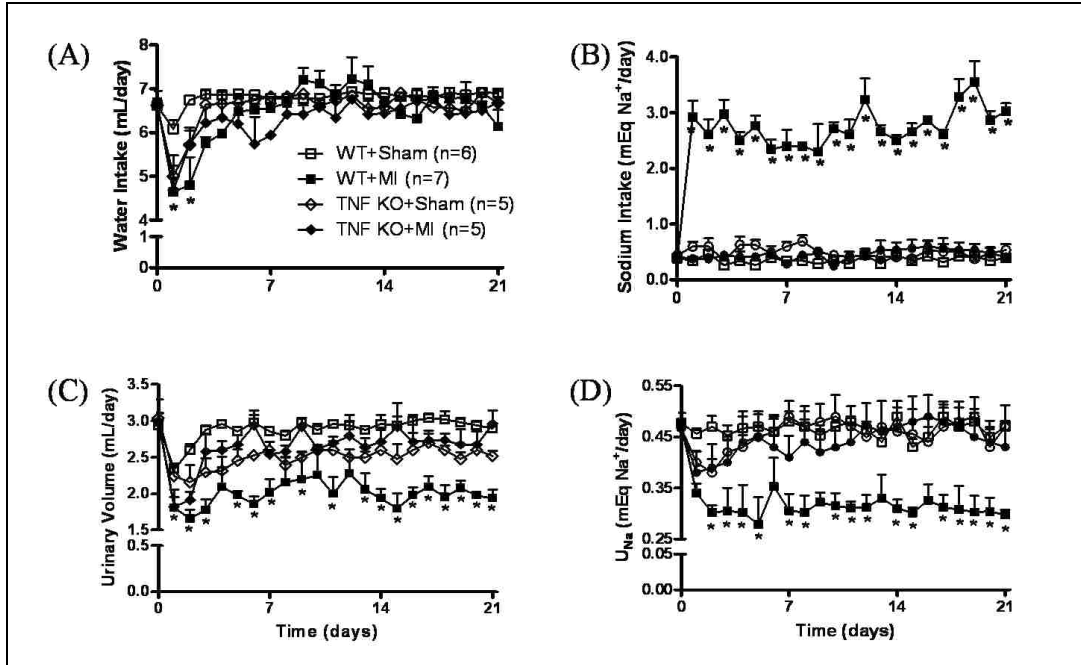 (A)
Water Intake (mL/day)
8
7
6
5
4
1
0
0
7
14
21
WT+Sham (n=6)
WT+MI (n=7)
TNF KO+Sham (n=5)
TNF KO+MI (n=5)
* *
(B)
Sodium Intake (mEq Na+/day)
4.0
3.0
2.0
1.0
0.0
0
7
14
21
* * * * * * * * * * * * * * * * * * * * *
(C)
Urinary Volume (mL/day)
3.5
3.0
2.5
2.0
1.5
0.5
0.0
0
7
14
21
Time (days)
* * * * * * * * * * * * * * * * *
(D)
UNa (mEq Na+/day)
0.55
0.45
0.35
0.25
0.05
0.00
0
7
14
21
Time (days)
* * * * * * * * * * * * * * * *